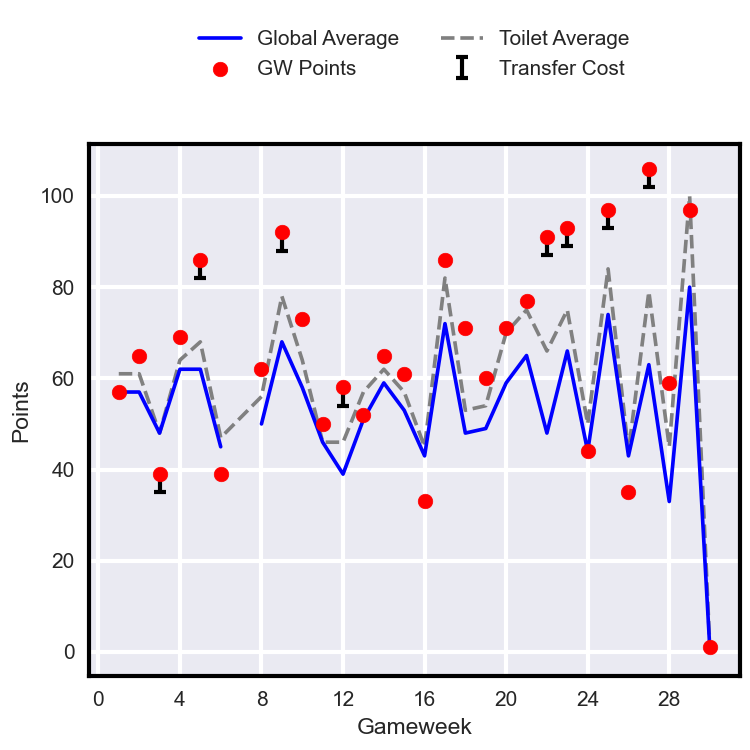 Global Average
Toilet Average
GW Points
Transfer Cost
100
80
60
40
20
0
Points
0 4 8 12 16 20 24 28
Gameweek